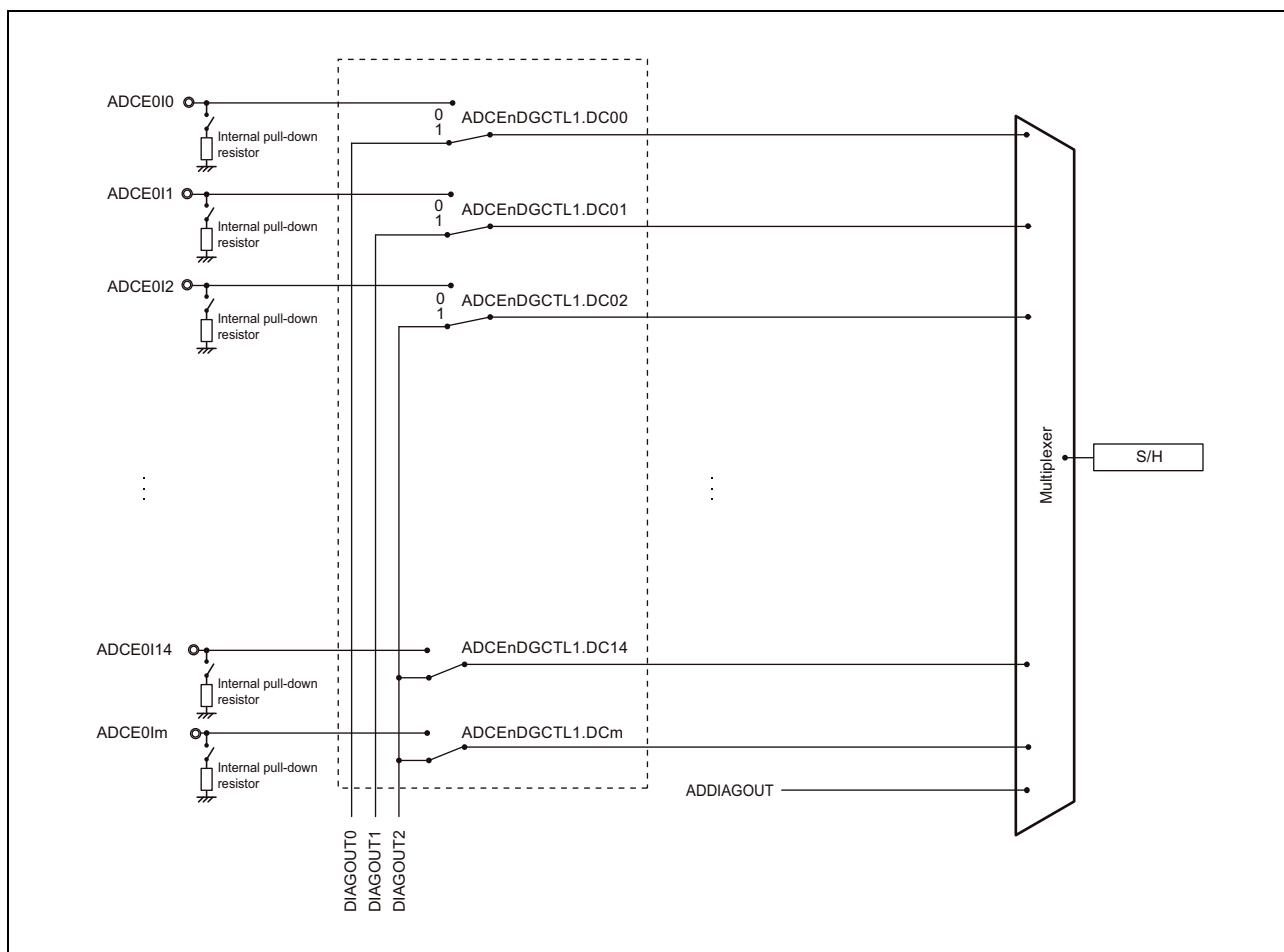 ADCE0I0
Internal pull-down
resistor
0
1
ADCEnDGCTL1.DC00
ADCE0I1
Internal pull-down
resistor
0
1
ADCEnDGCTL1.DC01
ADCE0I2
Internal pull-down
resistor
0
1
ADCEnDGCTL1.DC02
Multiplexer
S/H
ADCE0I14
Internal pull-down
resistor
ADCEnDGCTL1.DC14
ADCE0Im
Internal pull-down
resistor
ADCEnDGCTL1.DCm
ADDIAGOUT
DIAGOUT0
DIAGOUT1
DIAGOUT2